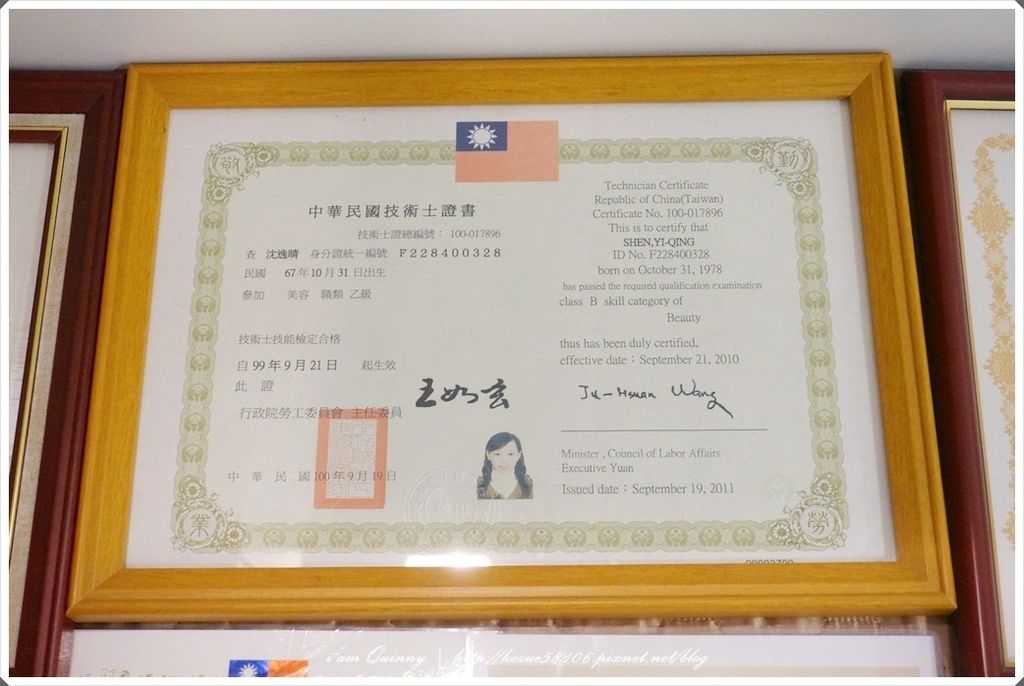 敬
勤
中華民國技術士證書
技術士證總編號：100-017896
查 沈逸晴 身分證統一編號 F228400328
民國 67年10月31日出生
參加 美容 職類 乙級
技術士技能檢定合格
自99年9月21日 起生效
此 證
行政院勞工委員會 主任委員
王如玄
中 華 民 國 100年9月19日
Technician Certificate
Republic of China(Taiwan)
Certificate No. 100-017896
This is to certify that
SHEN,YI-QING
ID No. F228400328
born on October 31, 1978
has passed the required qualification examination
class B skill category of
Beauty
thus has been duly certified,
effective date：September 21, 2010
Ju-Hsuan Wang
Minister , Council of Labor Affairs
Executive Yuan
Issued date：September 19, 2011
業
勞
i'am Quinny | http://kozue58106.pixnet.net/blog